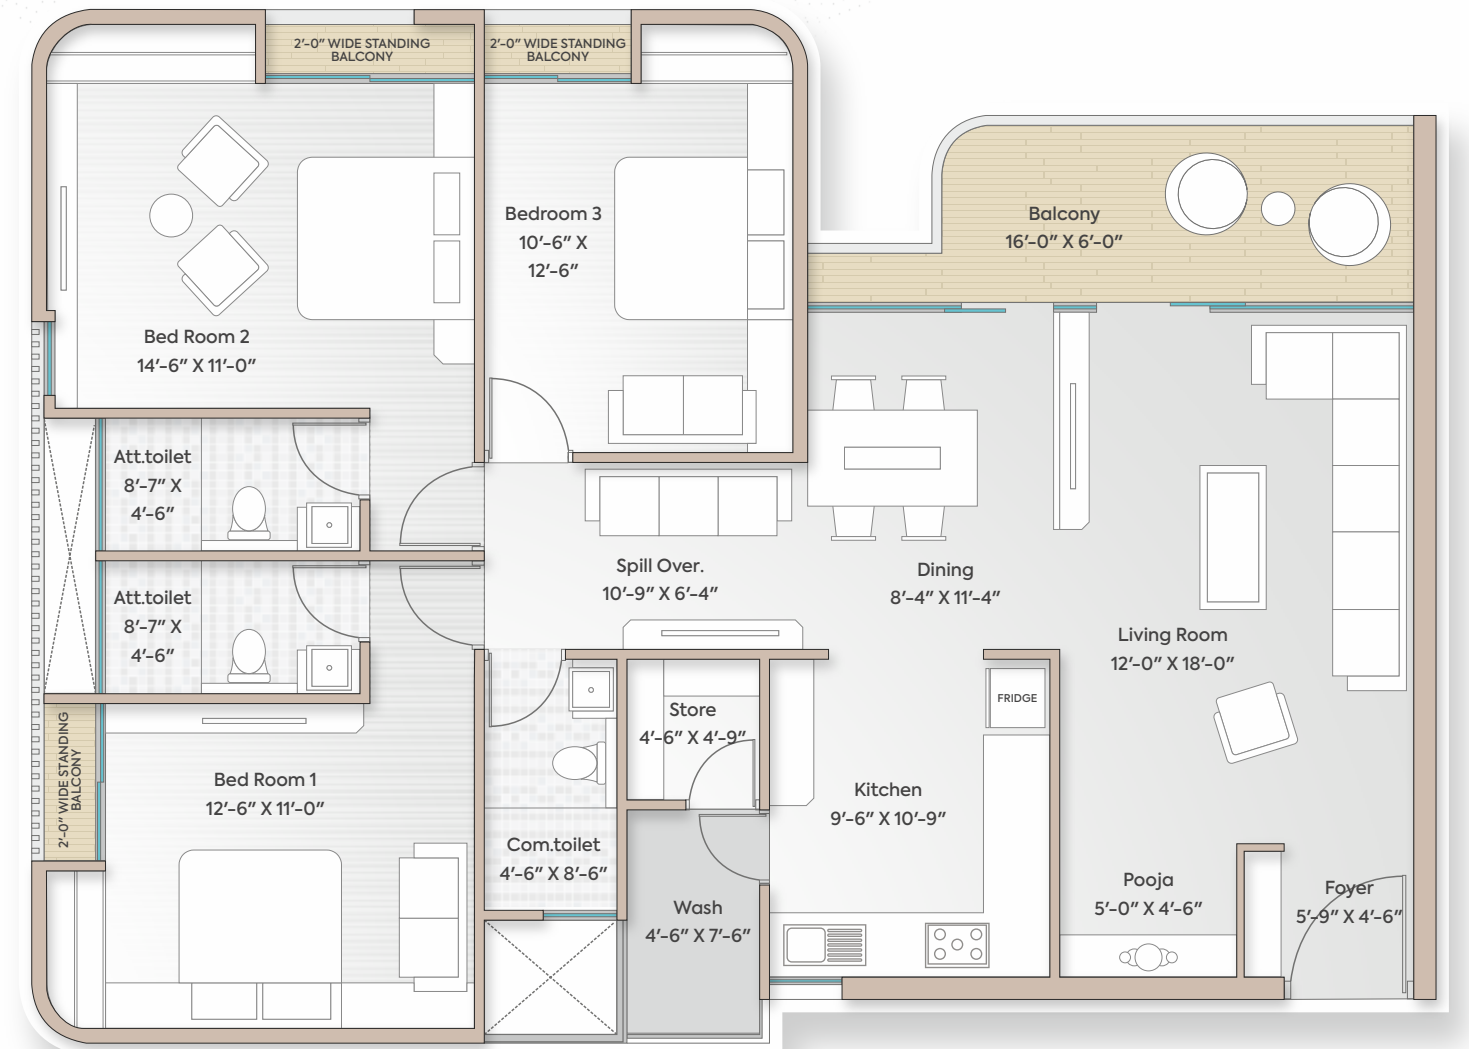 2'-0" WIDE STANDING
BALCONY
2'-0" WIDE STANDING
BALCONY
Bedroom 3
10'-6" X
12'-6"
Balcony
16'-0" X 6'-0"
Bed Room 2
14'-6" X 11'-0"
Att.toilet
8'-7" X
4'-6"
Att.toilet
8'-7" X
4'-6"
Spill Over.
10'-9" X 6'-4"
Dining
8'-4" X 11'-4"
Living Room
12'-0" X 18'-0"
FRIDGE
Store
4'-6" X 4'-9"
2'-0" WIDE STANDING
BALCONY
Bed Room 1
12'-6" X 11'-0"
Kitchen
9'-6" X 10'-9"
Com.toilet
4'-6" X 8'-6"
Wash
4'-6" X 7'-6"
Pooja
5'-0" X 4'-6"
Foyer
5'-9" X 4'-6"